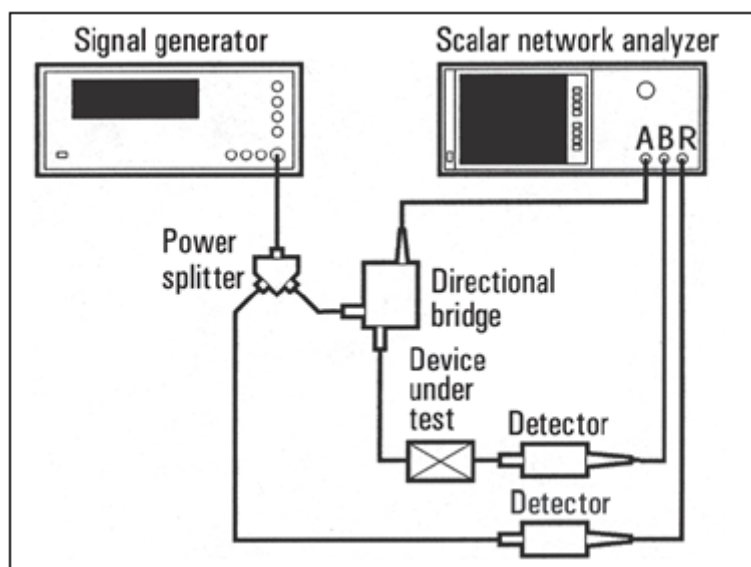 Signal generator
Scalar network analyzer
A B R
Power
splitter
Directional
bridge
Device
under
test
Detector
Detector